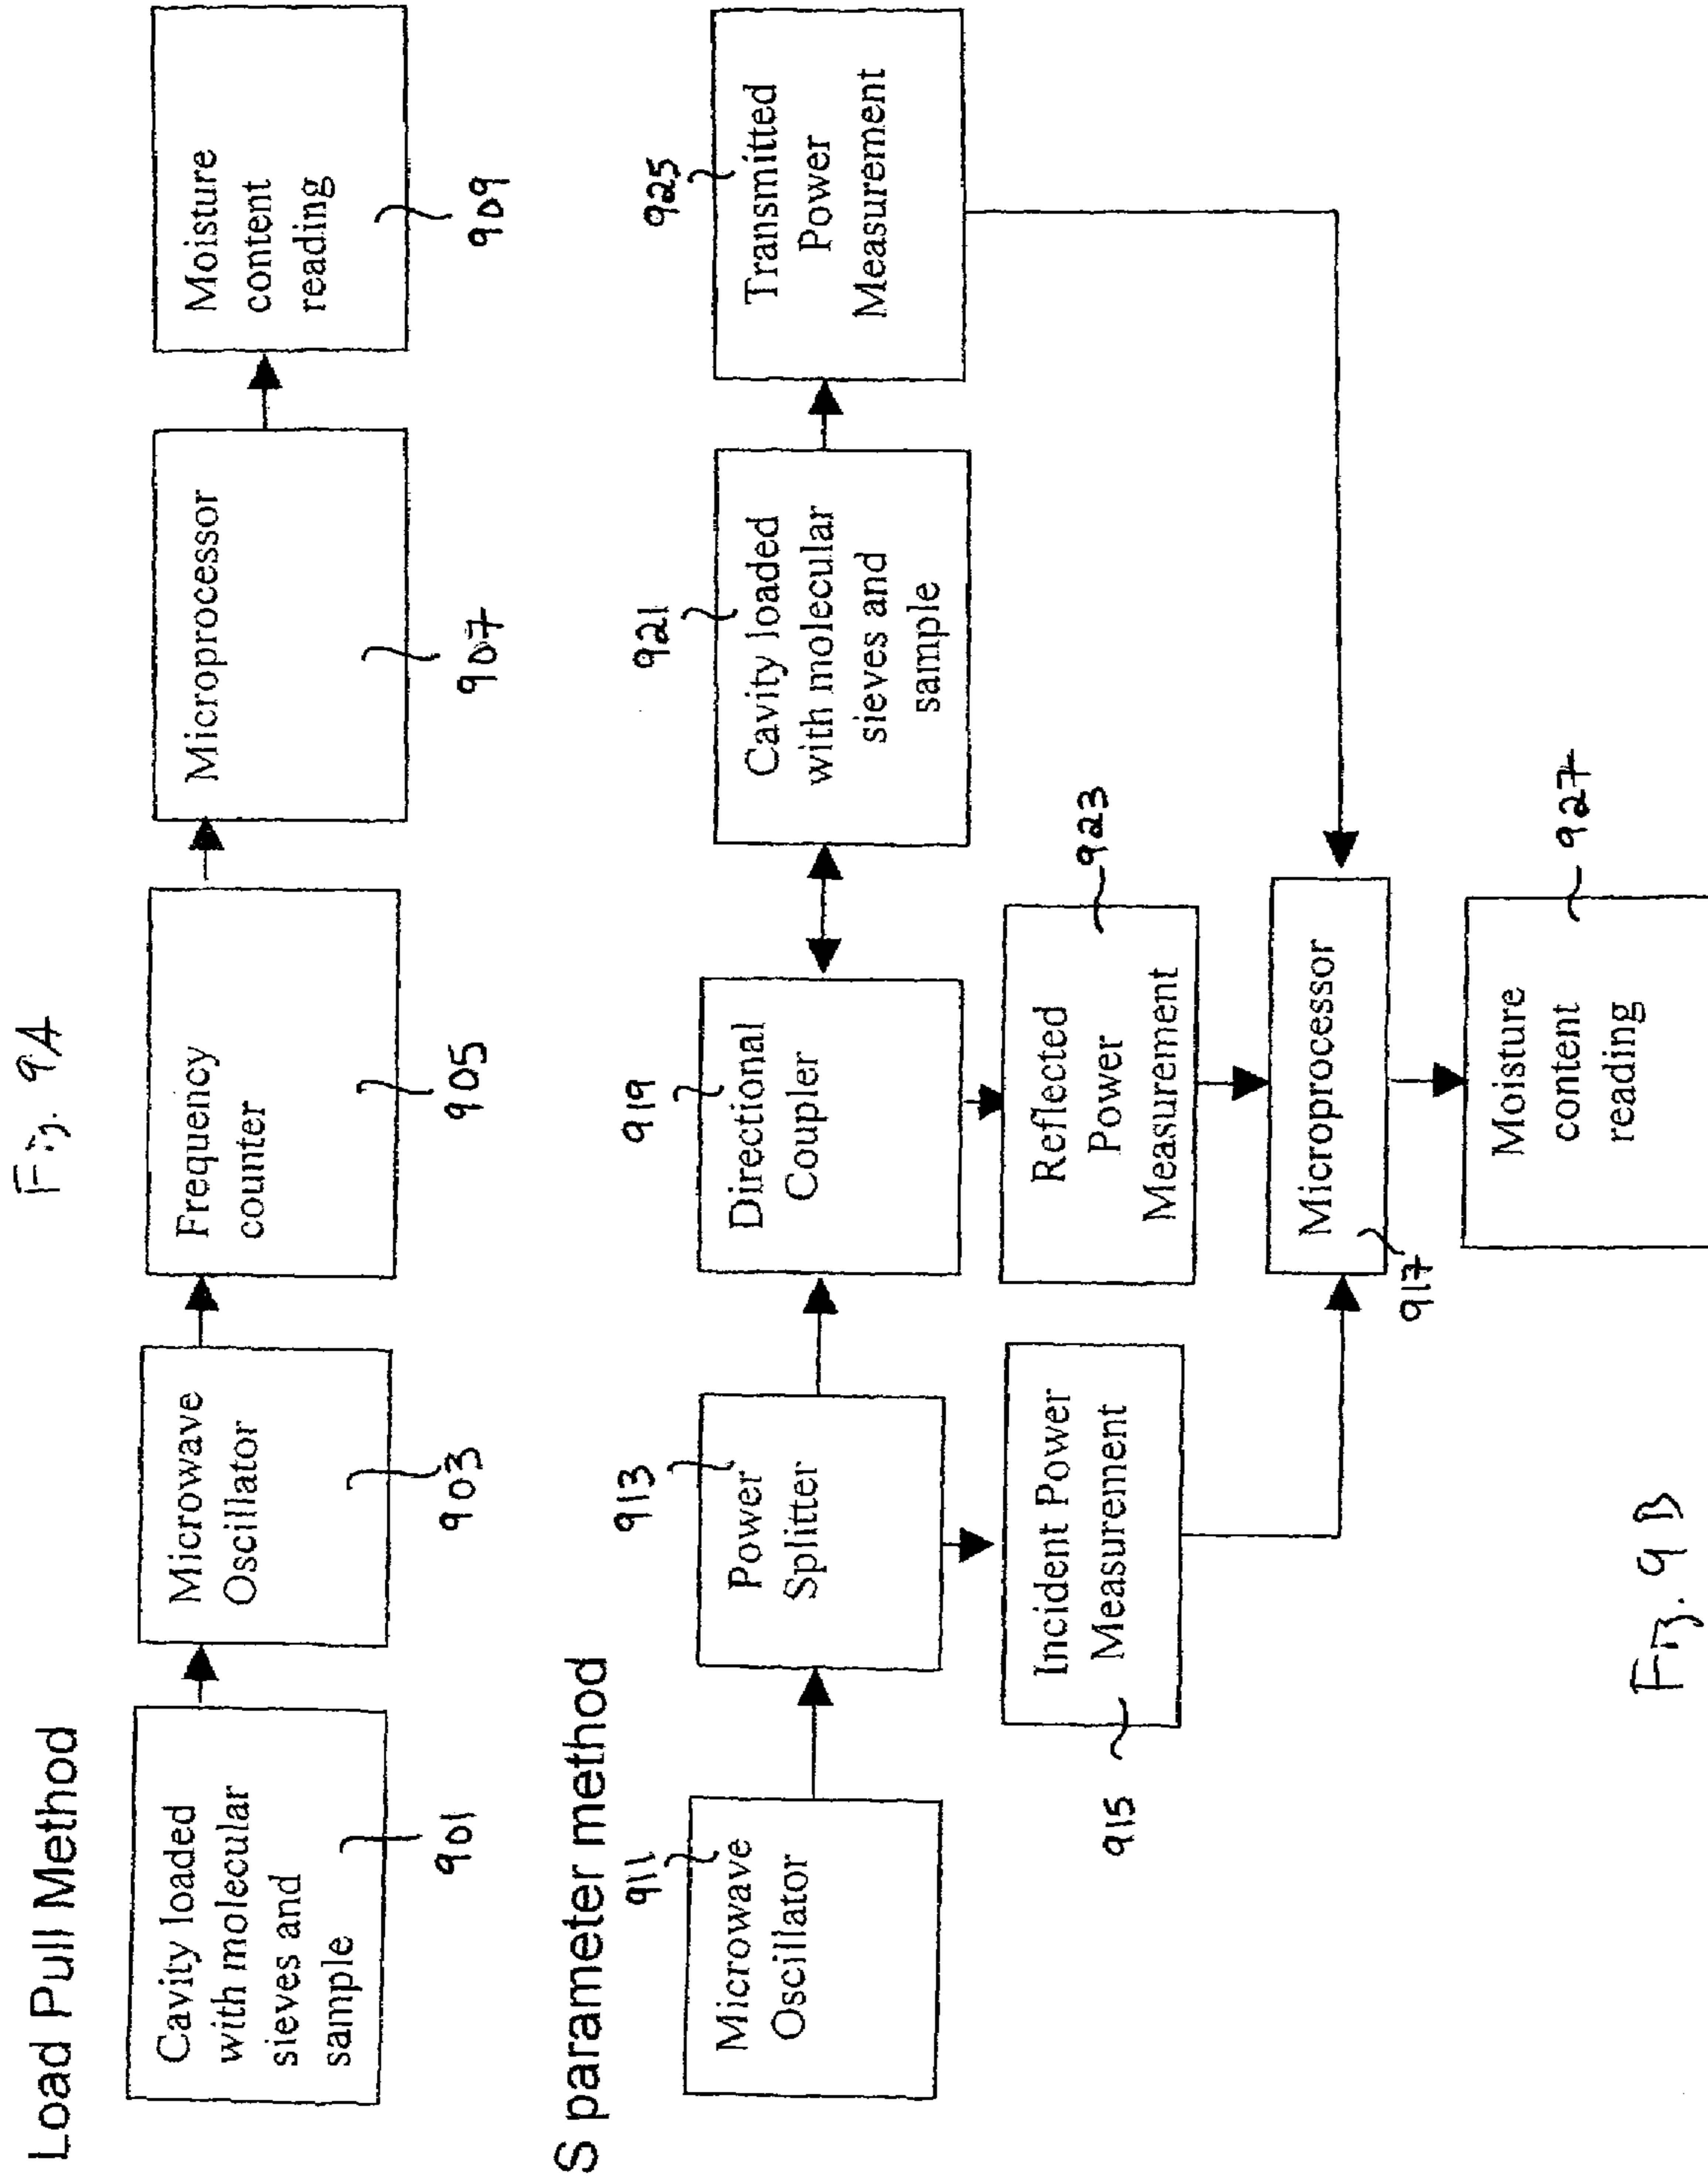 Fig. 9A
Load Pull Method
Cavity loaded
with molecular
sieves and
sample
901
Microwave
Oscillator
903
Frequency
counter
905
Microprocessor
907
Moisture
content
reading
909
S parameter method
911
Microwave
Oscillator
913
Power
Splitter
919
Directional
Coupler
921
Cavity loaded
with molecular
sieves and
sample
925
Transmitted
Power
Measurement
Incident Power
Measurement
915
Reflected
Power
Measurement
923
Microprocessor
917
Moisture
content
reading
927
Fig. 9B